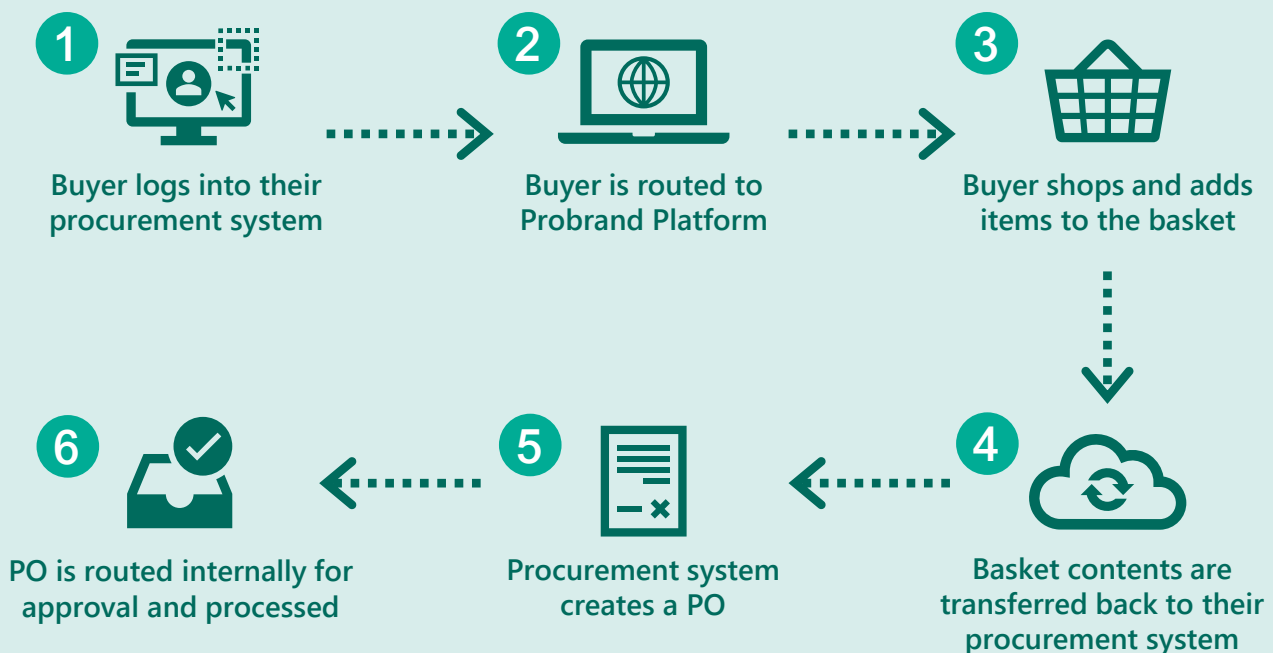 1
Buyer logs into their
procurement system
2
Buyer is routed to
Probrand Platform
3
Buyer shops and adds
items to the basket
4
Basket contents are
transferred back to their
procurement system
5
Procurement system
creates a PO
6
PO is routed internally for
approval and processed